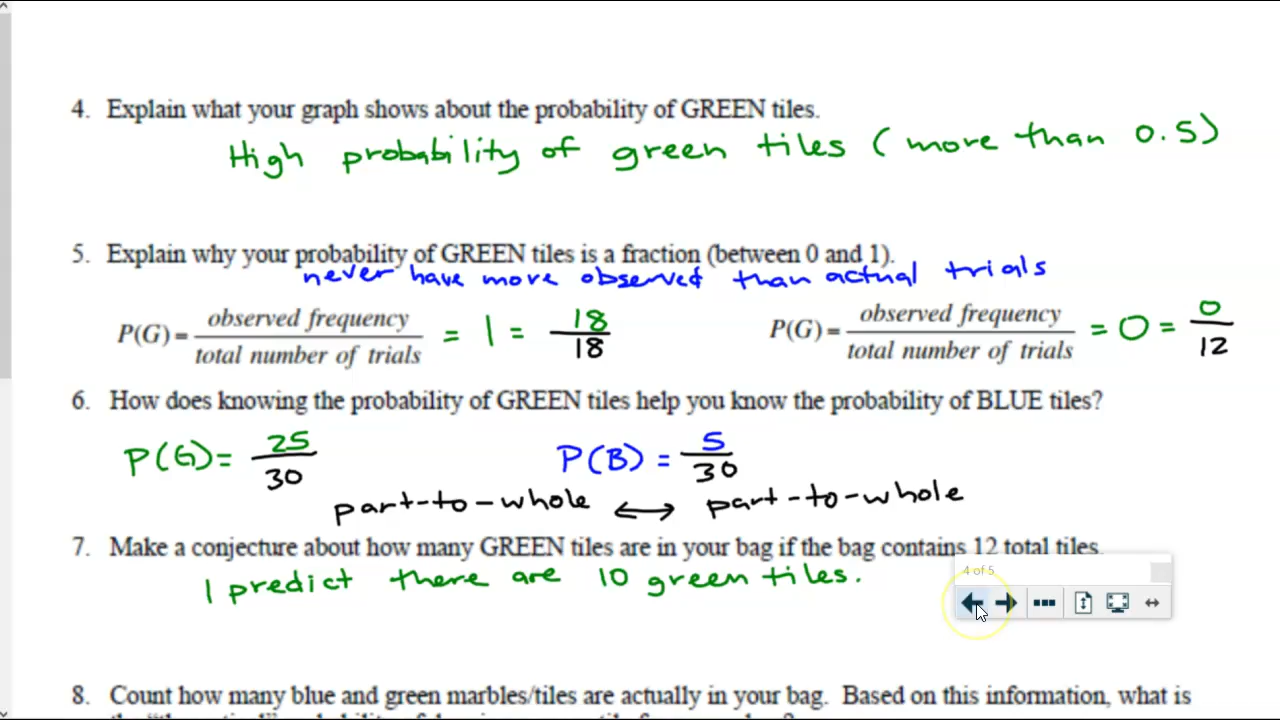 4. Explain what your graph shows about the probability of GREEN tiles.
High probability of green tiles (more than 0.5)
5. Explain why your probability of GREEN tiles is a fraction (between 0 and 1).
never have more observed than actual trials
P(G) = observed frequency / total number of trials = 1 = 18/18
P(G) = observed frequency / total number of trials = 0 = 0/12
6. How does knowing the probability of GREEN tiles help you know the probability of BLUE tiles?
P(G) = 25/30 P(B) = 5/30
part-to-whole ↔ part-to-whole
7. Make a conjecture about how many GREEN tiles are in your bag if the bag contains 12 total tiles.
I predict there are 10 green tiles.
4 of 5
8. Count how many blue and green marbles/tiles are actually in your bag. Based on this information, what is